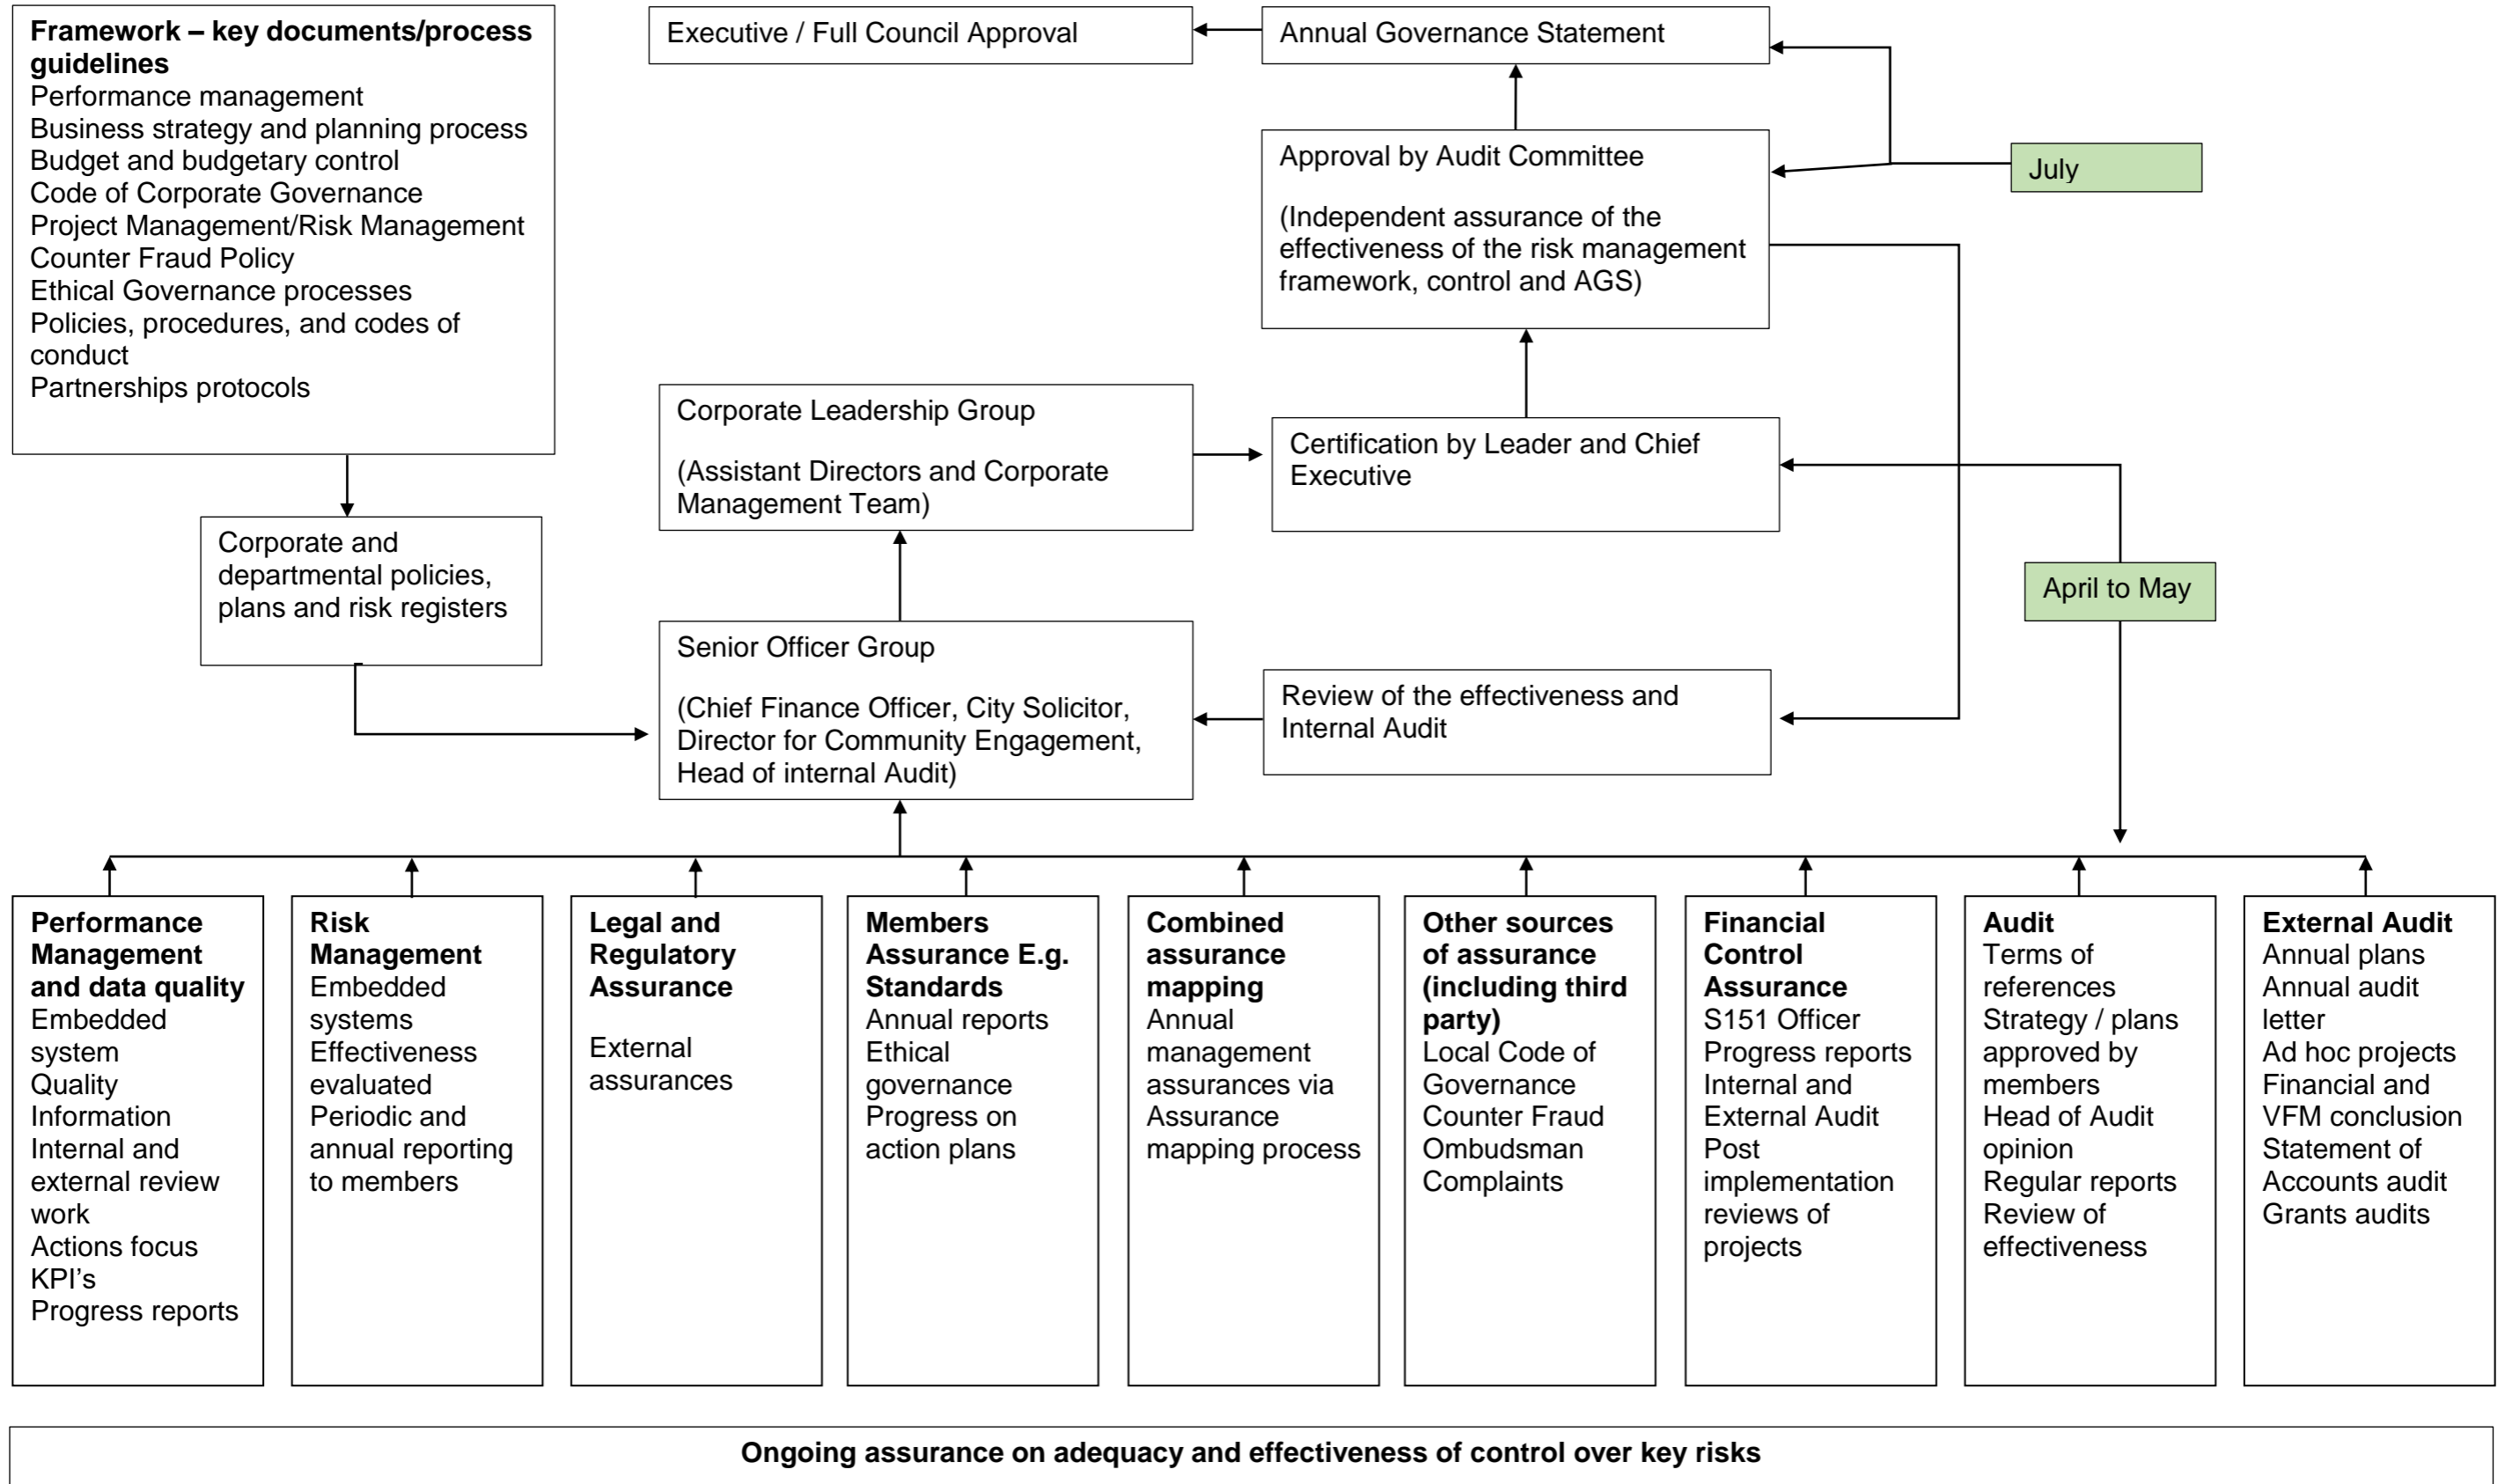 Framework – key documents/process
guidelines
Performance management
Business strategy and planning process
Budget and budgetary control
Code of Corporate Governance
Project Management/Risk Management
Counter Fraud Policy
Ethical Governance processes
Policies, procedures, and codes of
conduct
Partnerships protocols
Executive / Full Council Approval
Annual Governance Statement
Approval by Audit Committee
(Independent assurance of the
effectiveness of the risk management
framework, control and AGS)
July
Corporate Leadership Group
(Assistant Directors and Corporate
Management Team)
Certification by Leader and Chief
Executive
Corporate and
departmental policies,
plans and risk registers
April to May
Senior Officer Group
(Chief Finance Officer, City Solicitor,
Director for Community Engagement,
Head of internal Audit)
Review of the effectiveness and
Internal Audit
Performance
Management
and data quality
Embedded
system
Quality
Information
Internal and
external review
work
Actions focus
KPI’s
Progress reports
Risk
Management
Embedded
systems
Effectiveness
evaluated
Periodic and
annual reporting
to members
Legal and
Regulatory
Assurance
External
assurances
Members
Assurance E.g.
Standards
Annual reports
Ethical
governance
Progress on
action plans
Combined
assurance
mapping
Annual
management
assurances via
Assurance
mapping process
Other sources
of assurance
(including third
party)
Local Code of
Governance
Counter Fraud
Ombudsman
Complaints
Financial
Control
Assurance
S151 Officer
Progress reports
Internal and
External Audit
Post
implementation
reviews of
projects
Audit
Terms of
references
Strategy / plans
approved by
members
Head of Audit
opinion
Regular reports
Review of
effectiveness
External Audit
Annual plans
Annual audit
letter
Ad hoc projects
Financial and
VFM conclusion
Statement of
Accounts audit
Grants audits
Ongoing assurance on adequacy and effectiveness of control over key risks